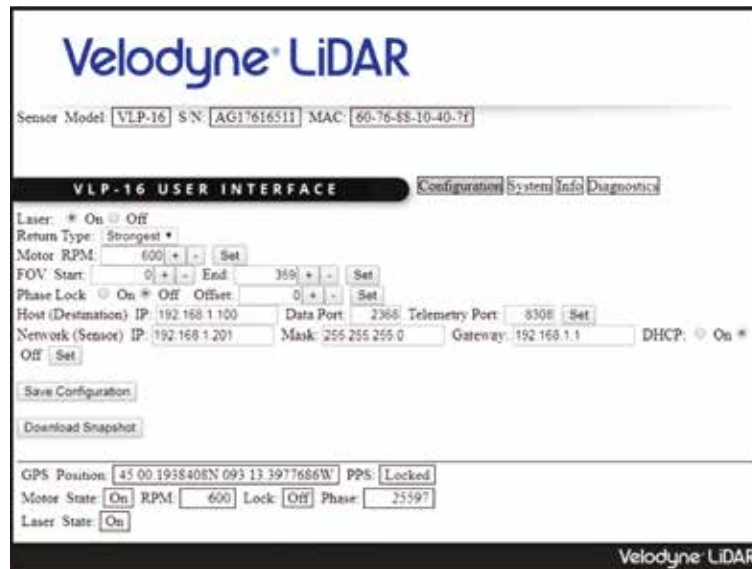 Velodyne LiDAR
Sensor Model: VLP-16 S/N: AG17616511 MAC: 60-76-88-10-40-7f
VLP-16 USER INTERFACE Configuration System Info Diagnostics
Laser: On Off
Return Type: Strongest
Motor RPM: 600 + - Set
FOV Start: 0 + - End: 359 + - Set
Phase Lock On Off Offset: 0 + - Set
Host (Destination) IP: 192.168.1.100 Data Port: 2368 Telemetry Port: 8308 Set
Network (Sensor) IP: 192.168.1.201 Mask: 255.255.255.0 Gateway: 192.168.1.1 DHCP: On
Off Set
Save Configuration
Download Snapshot
GPS Position: 45 00.1938408N 093 13.3977686W PPS: Locked
Motor State: On RPM: 600 Lock: Off Phase: 25597
Laser State: On
Velodyne LiDAR